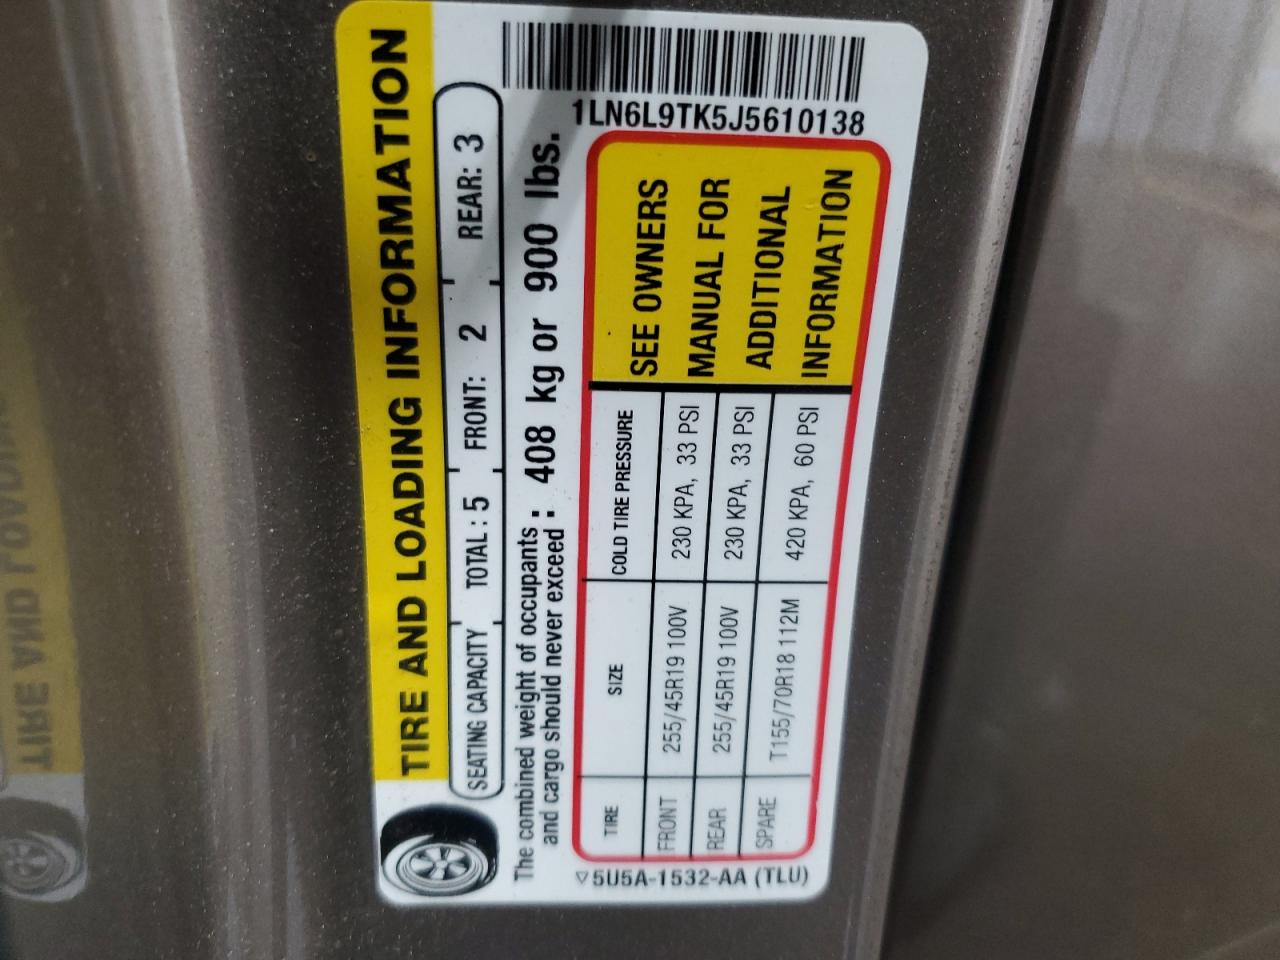 TIRE AND LOADING INFORMATION
SEATING CAPACITY TOTAL : 5 FRONT: 2 REAR: 3
The combined weight of occupants and cargo should never exceed : 408 kg or 900 lbs.
1LN6L9TK5J5610138
TIRE SIZE COLD TIRE PRESSURE
FRONT 255/45R19 100V 230 KPA, 33 PSI
REAR 255/45R19 100V 230 KPA, 33 PSI
SPARE T155/70R18 112M 420 KPA, 60 PSI
SEE OWNERS
MANUAL FOR
ADDITIONAL
INFORMATION
5U5A-1532-AA (TLU)
TIRE AND LOADING